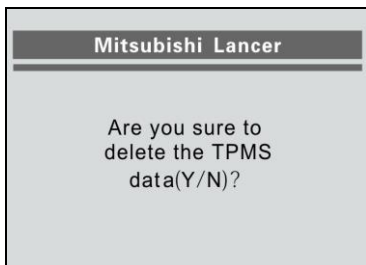 Mitsubishi Lancer
Are you sure to
delete the TPMS
data(Y/N)?